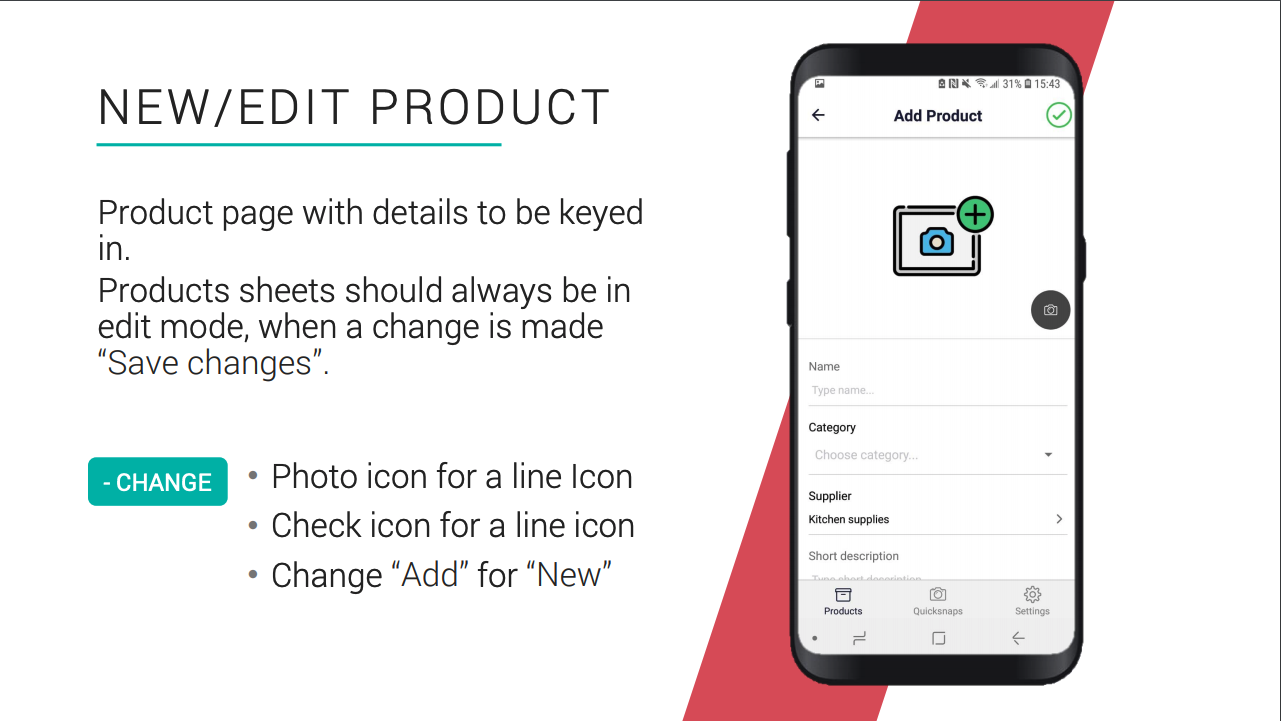 NEW/EDIT PRODUCT
Product page with details to be keyed
in.
Products sheets should always be in
edit mode, when a change is made
“Save changes”.
- CHANGE
• Photo icon for a line Icon
• Check icon for a line icon
• Change “Add” for “New”
31% 15:43
Add Product
Name
Type name...
Category
Choose category...
Supplier
Kitchen supplies
Short description
Type short description
Products
Quicksnaps
Settings